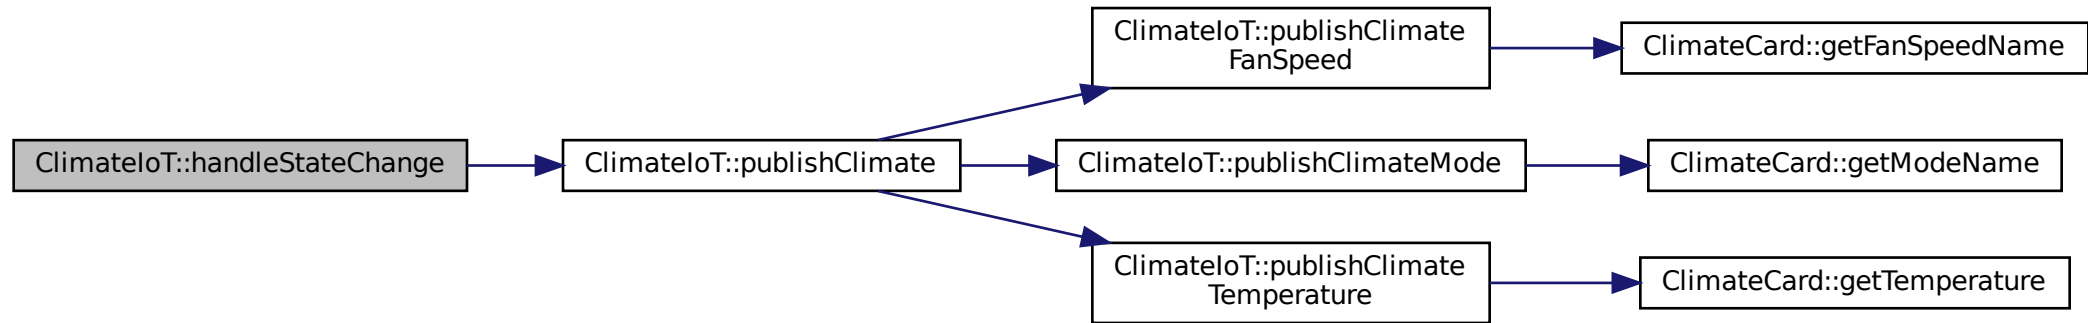 ClimateIoT::handleStateChange
ClimateIoT::publishClimate
ClimateIoT::publishClimate
FanSpeed
ClimateCard::getFanSpeedName
ClimateIoT::publishClimateMode
ClimateCard::getModeName
ClimateIoT::publishClimate
Temperature
ClimateCard::getTemperature